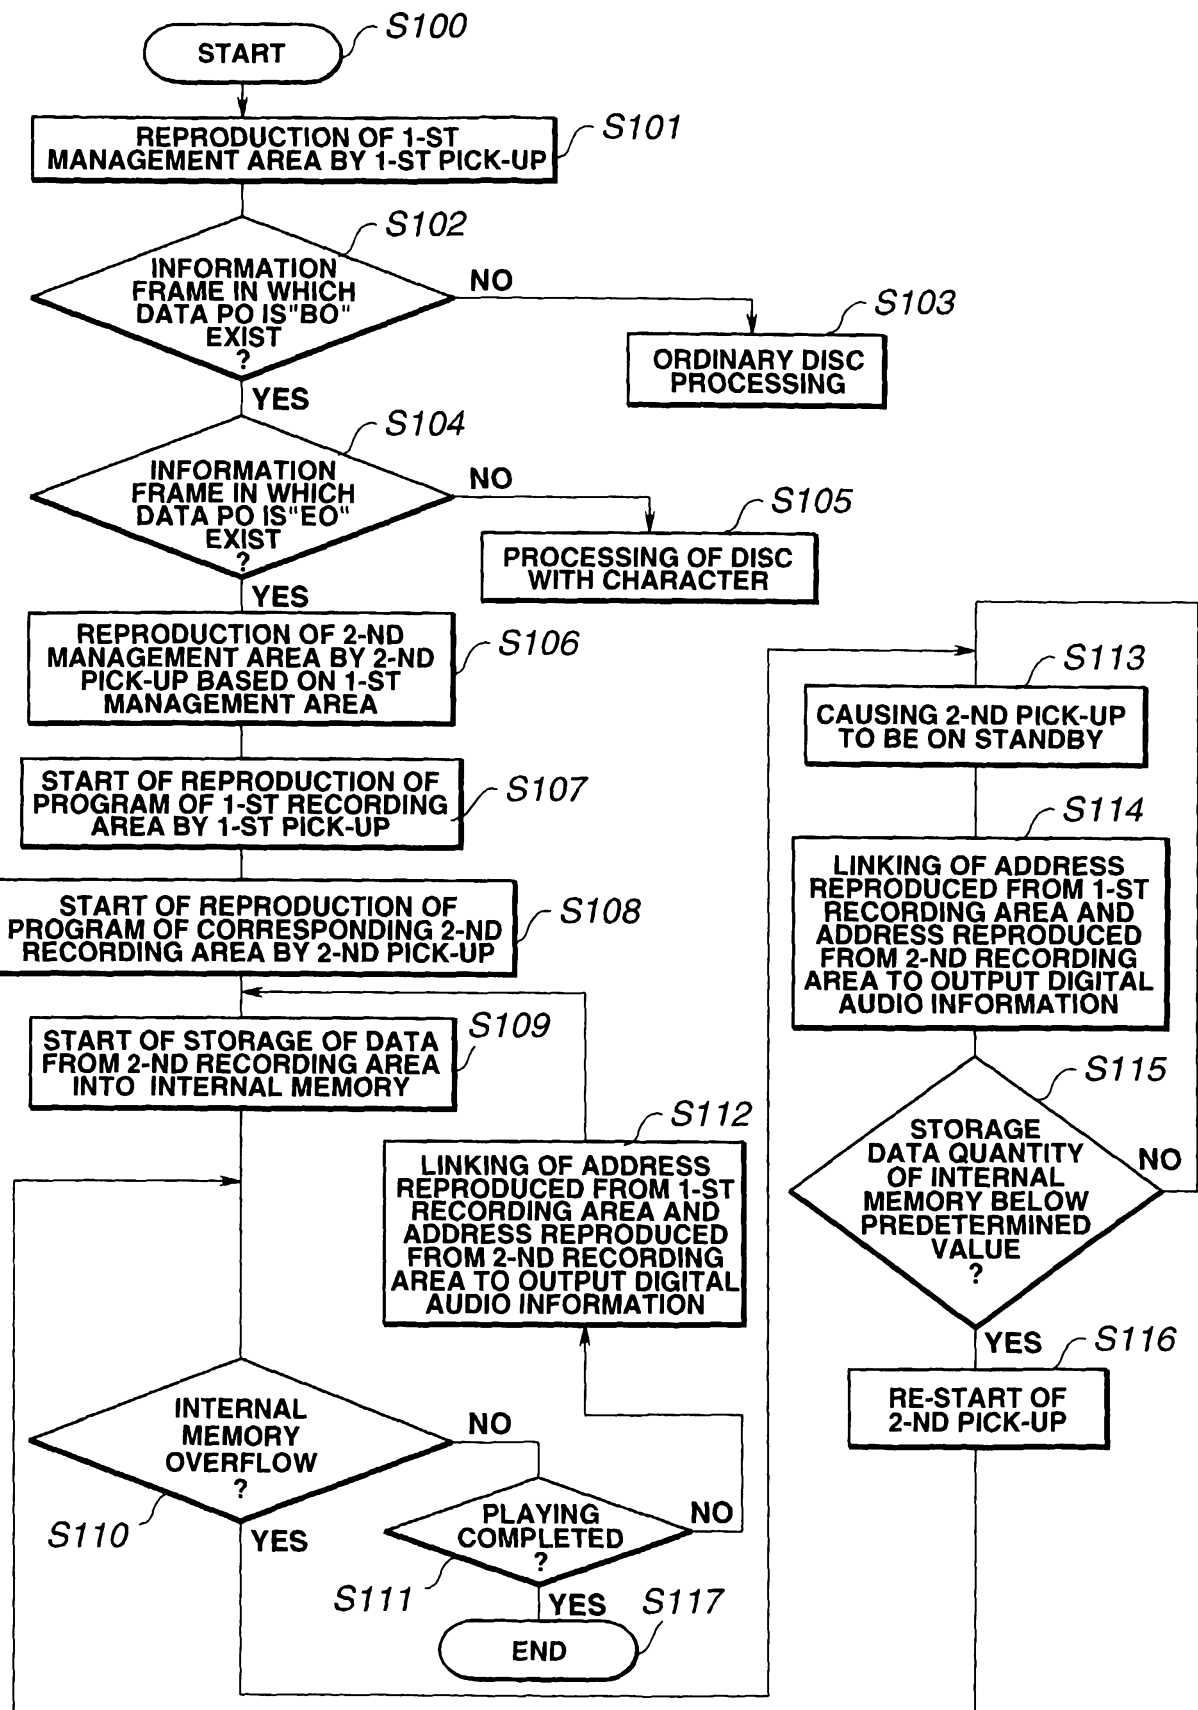 START
S100
REPRODUCTION OF 1-ST
MANAGEMENT AREA BY 1-ST PICK-UP
S101
S102
INFORMATION
FRAME IN WHICH
DATA PO IS"BO"
EXIST
?
NO
YES
S103
ORDINARY DISC
PROCESSING
S104
INFORMATION
FRAME IN WHICH
DATA PO IS"EO"
EXIST
?
NO
YES
S105
PROCESSING OF DISC
WITH CHARACTER
REPRODUCTION OF 2-ND
MANAGEMENT AREA BY 2-ND
PICK-UP BASED ON 1-ST
MANAGEMENT AREA
S106
START OF REPRODUCTION OF
PROGRAM OF 1-ST RECORDING
AREA BY 1-ST PICK-UP
S107
START OF REPRODUCTION OF
PROGRAM OF CORRESPONDING 2-ND
RECORDING AREA BY 2-ND PICK-UP
S108
START OF STORAGE OF DATA
FROM 2-ND RECORDING AREA
INTO INTERNAL MEMORY
S109
S112
LINKING OF ADDRESS
REPRODUCED FROM 1-ST
RECORDING AREA AND
ADDRESS REPRODUCED
FROM 2-ND RECORDING
AREA TO OUTPUT DIGITAL
AUDIO INFORMATION
INTERNAL
MEMORY
OVERFLOW
?
NO
S110
YES
PLAYING
COMPLETED
?
NO
S111
YES
S117
END
S113
CAUSING 2-ND PICK-UP
TO BE ON STANDBY
S114
LINKING OF ADDRESS
REPRODUCED FROM 1-ST
RECORDING AREA AND
ADDRESS REPRODUCED
FROM 2-ND RECORDING
AREA TO OUTPUT DIGITAL
AUDIO INFORMATION
S115
STORAGE
DATA QUANTITY
OF INTERNAL
MEMORY BELOW
PREDETERMINED
VALUE
?
NO
YES
S116
RE-START OF
2-ND PICK-UP